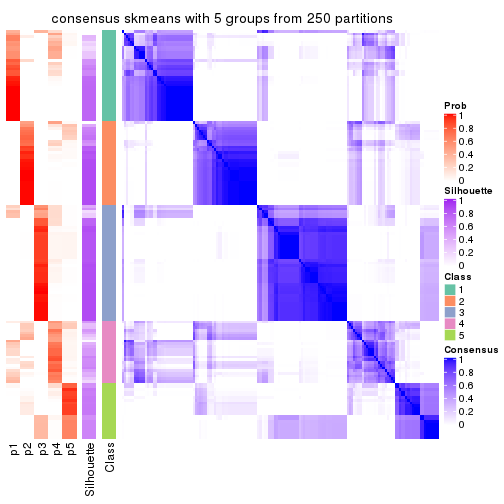 consensus skmeans with 5 groups from 250 partitions
Prob
1
0.8
0.6
0.4
0.2
0
Silhouette
1
0.8
0.6
0.4
0.2
0
Class
1
2
3
4
5
Consensus
1
0.8
0.6
0.4
0.2
0
p1
p2
p3
p4
p5
Silhouette
Class